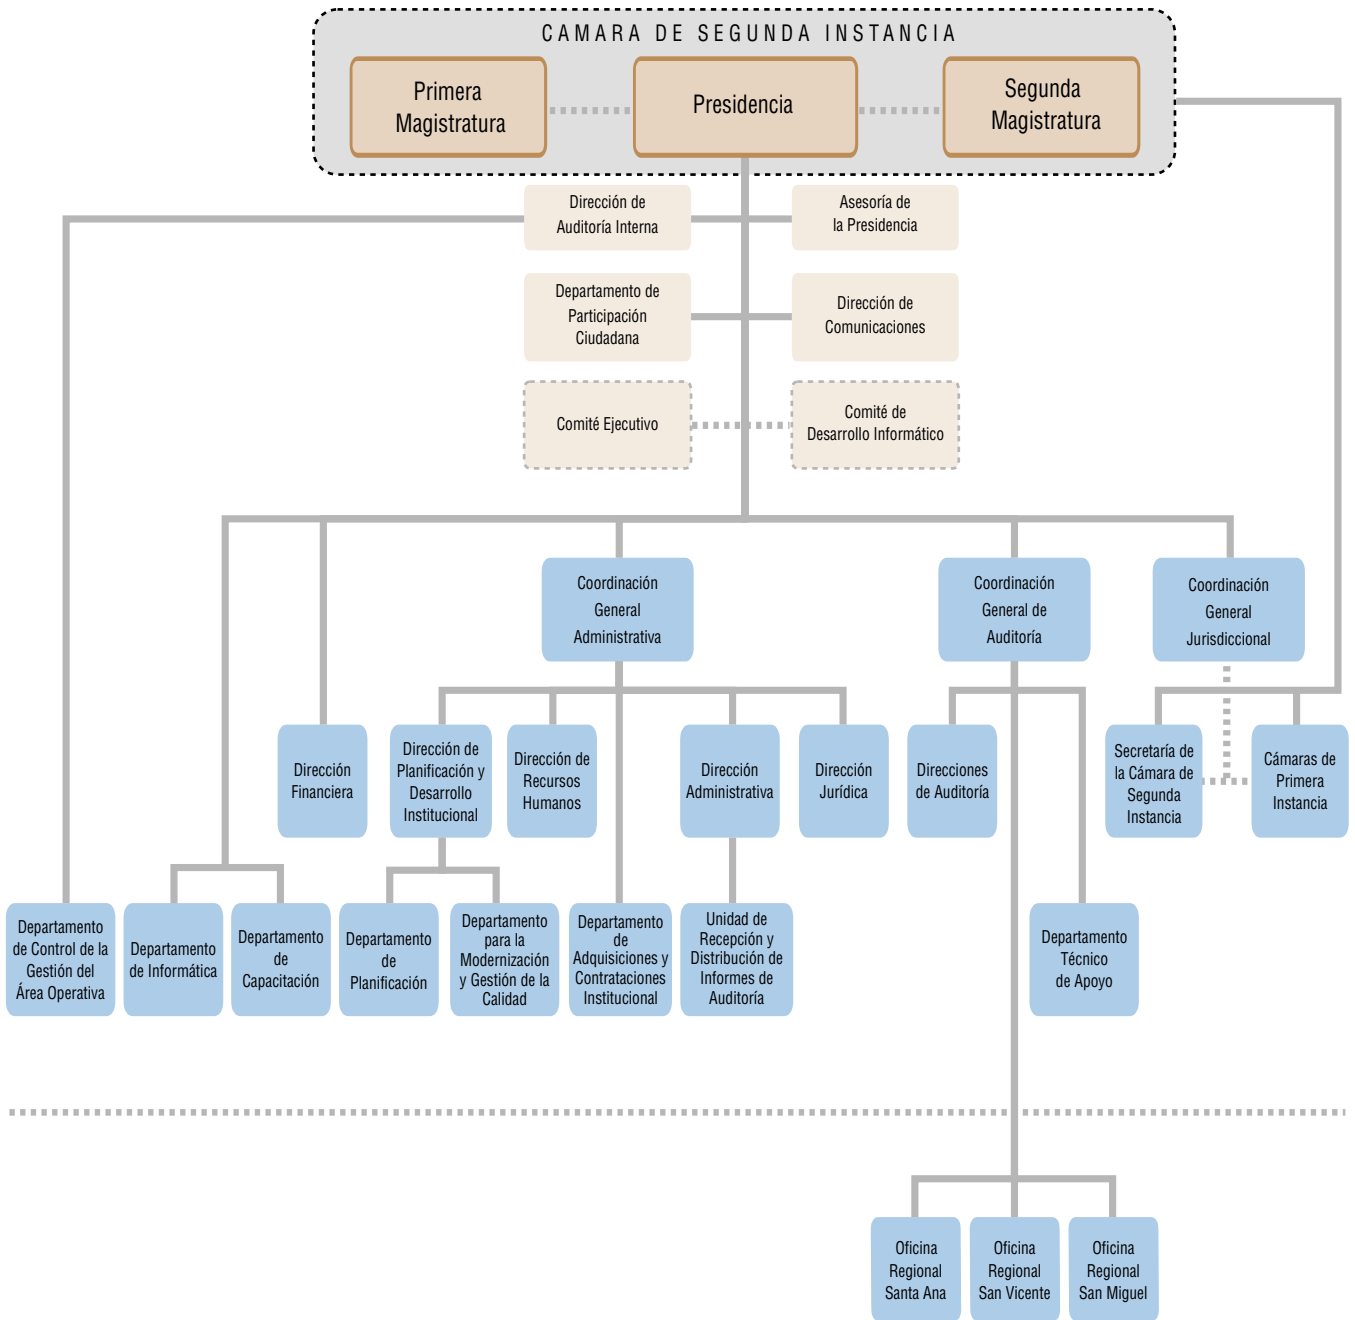 CAMARA DE SEGUNDA INSTANCIA
Primera
Magistratura
Presidencia
Segunda
Magistratura
Dirección de
Auditoría Interna
Asesoría de
la Presidencia
Departamento de
Participación
Ciudadana
Dirección de
Comunicaciones
Comité Ejecutivo
Comité de
Desarrollo Informático
Coordinación
General
Administrativa
Coordinación
General de
Auditoría
Coordinación
General
Jurisdiccional
Dirección
Financiera
Dirección de
Planificación y
Desarrollo
Institucional
Dirección de
Recursos
Humanos
Dirección
Administrativa
Dirección
Jurídica
Direcciones
de Auditoría
Secretaría de
la Cámara de
Segunda
Instancia
Cámaras de
Primera
Instancia
Departamento
de Control de la
Gestión del
Área Operativa
Departamento
de Informática
Departamento
de
Capacitación
Departamento
de
Planificación
Departamento
para la
Modernización
y Gestión de la
Calidad
Departamento
de
Adquisiciones y
Contrataciones
Institucional
Unidad de
Recepción y
Distribución de
Informes de
Auditoría
Departamento
Técnico
de Apoyo
Oficina
Regional
Santa Ana
Oficina
Regional
San Vicente
Oficina
Regional
San Miguel